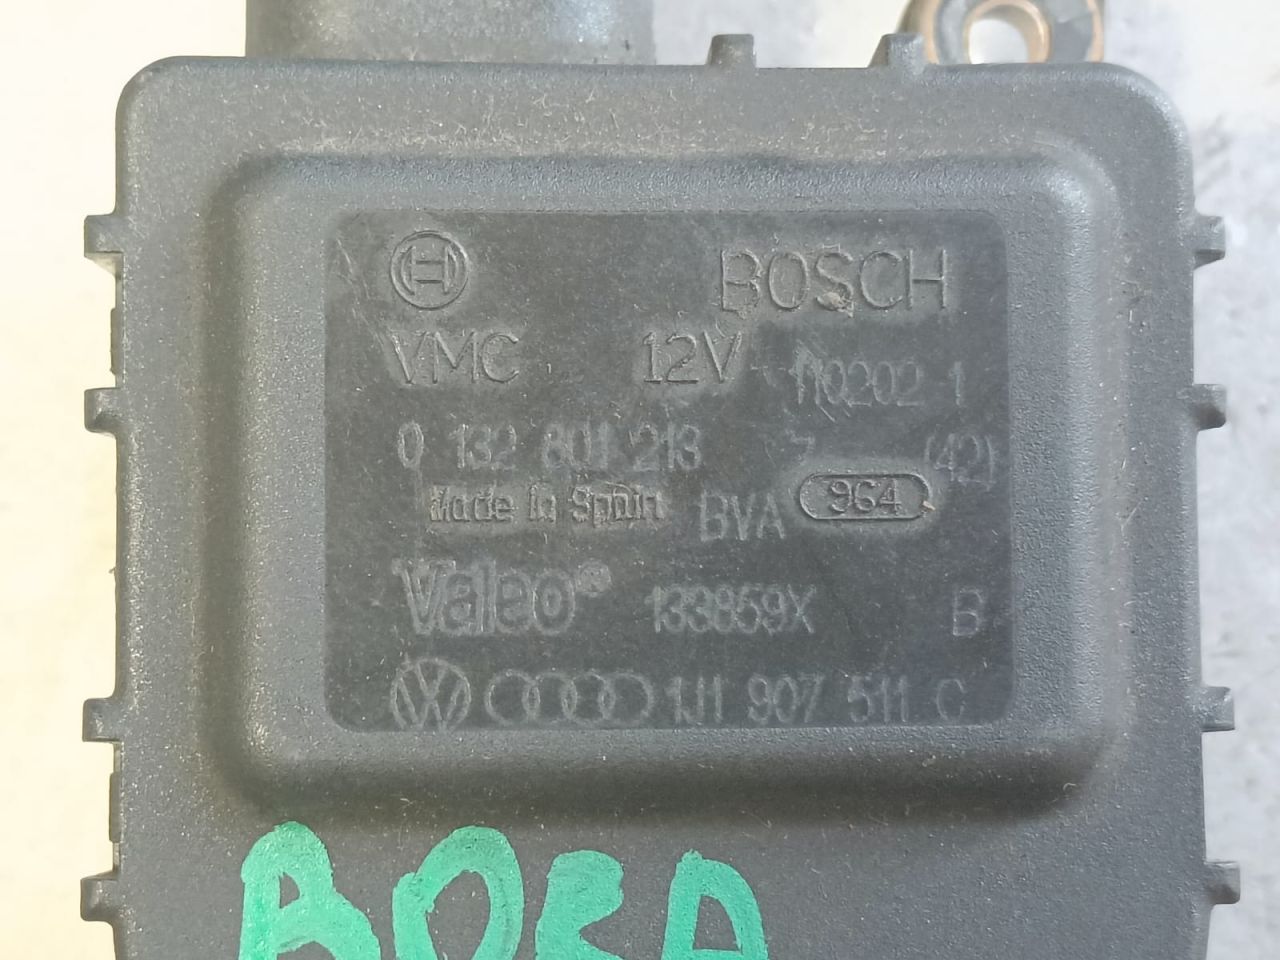 BOSCH
VMC 12V 110202 1
0 132 801 213 7 (42)
Made in Spain BVA 964
Valeo® 133859X B
1J1 907 511 C
BORA